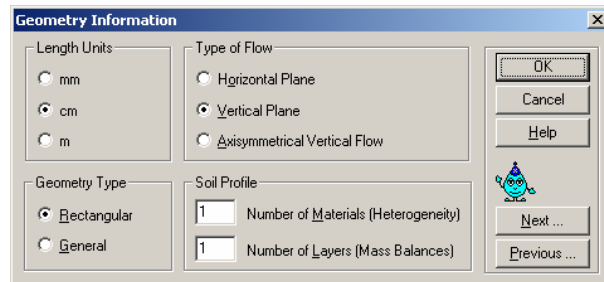 Geometry Information
Length Units
mm
cm
m
Type of Flow
Horizontal Plane
Vertical Plane
Axisymmetrical Vertical Flow
Geometry Type
Rectangular
General
Soil Profile
1 Number of Materials (Heterogeneity)
1 Number of Layers (Mass Balances)
OK
Cancel
Help
Next ...
Previous ...